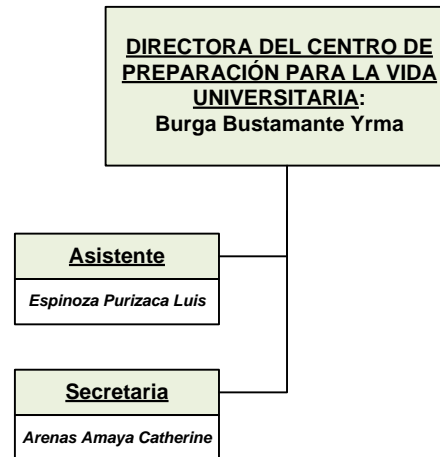 DIRECTORA DEL CENTRO DE
PREPARACIÓN PARA LA VIDA
UNIVERSITARIA:
Burga Bustamante Yrma
Asistente
Espinoza Purizaca Luis
Secretaria
Arenas Amaya Catherine